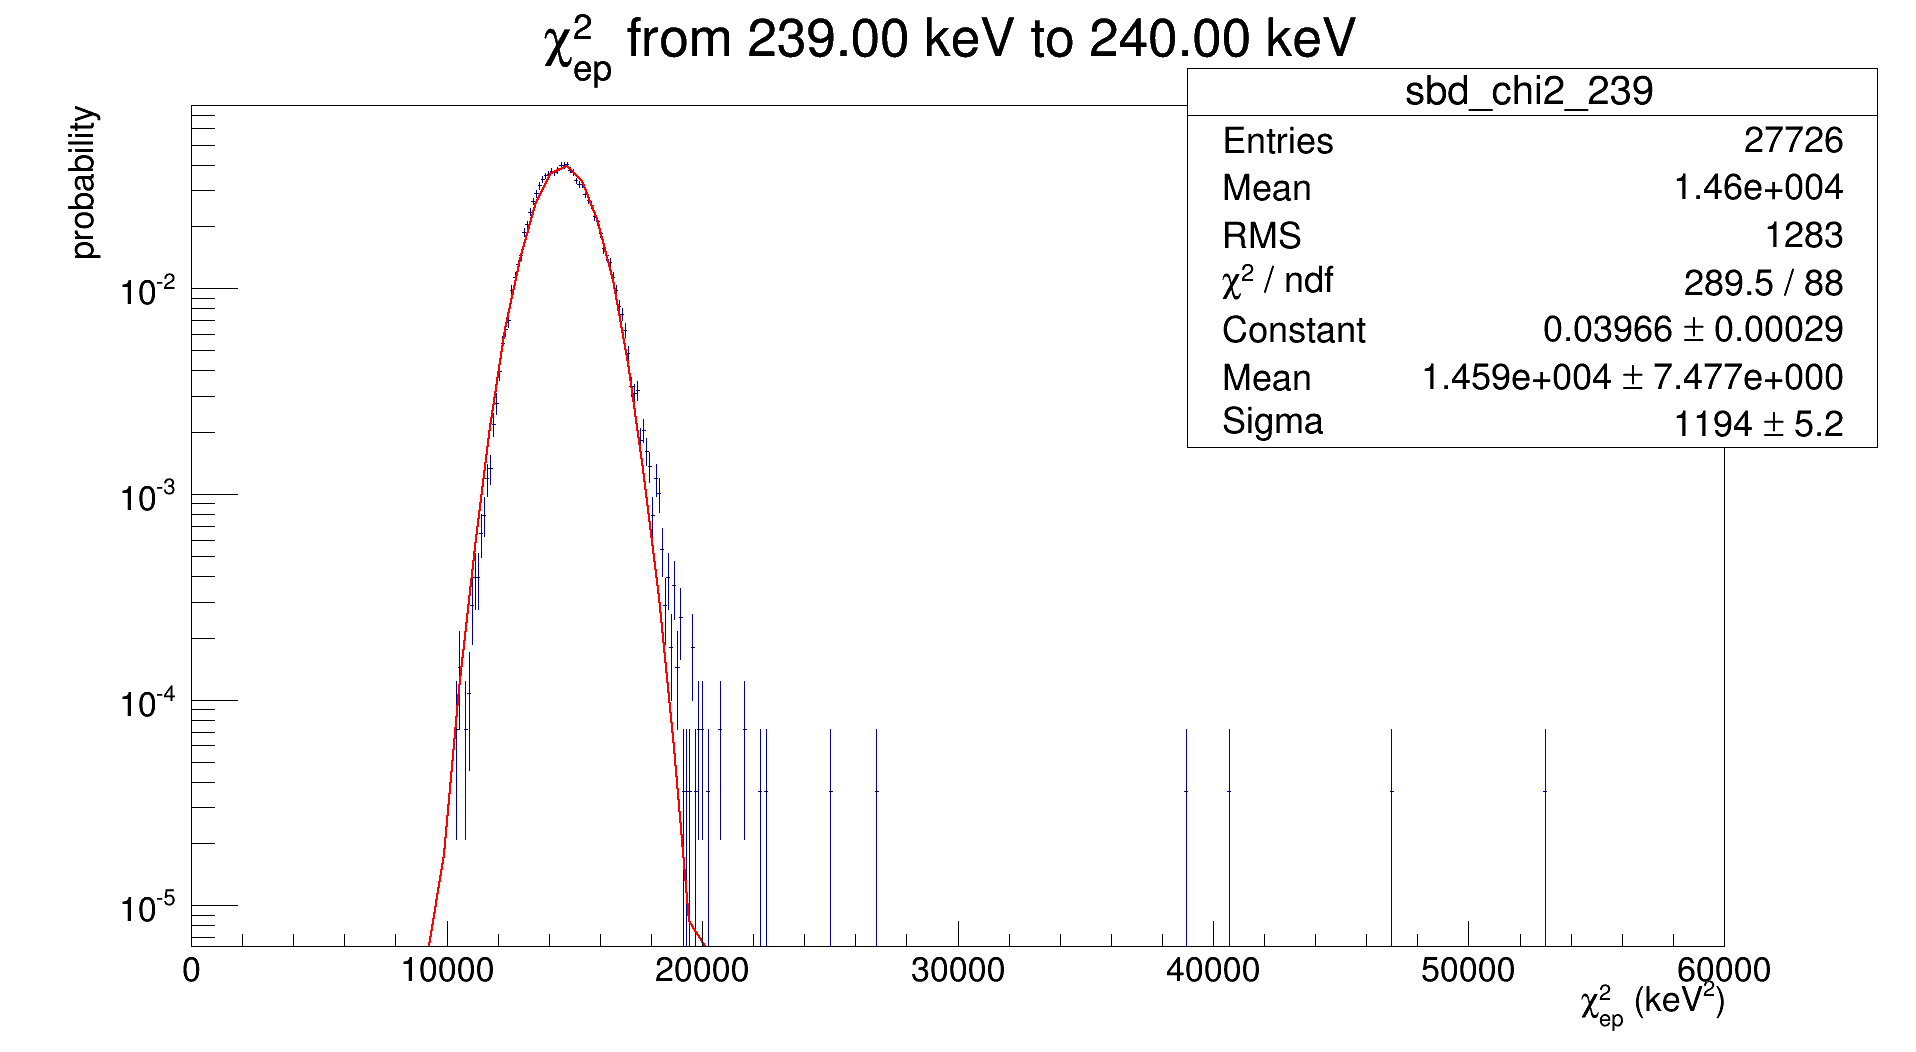 χ²ep from 239.00 keV to 240.00 keV
sbd_chi2_239
Entries 27726
Mean 1.46e+004
RMS 1283
χ² / ndf 289.5 / 88
Constant 0.03966 ± 0.00029
Mean 1.459e+004 ± 7.477e+000
Sigma 1194 ± 5.2
probability
10⁻²
10⁻³
10⁻⁴
10⁻⁵
0 10000 20000 30000 40000 50000 60000
χ²ep (keV²)